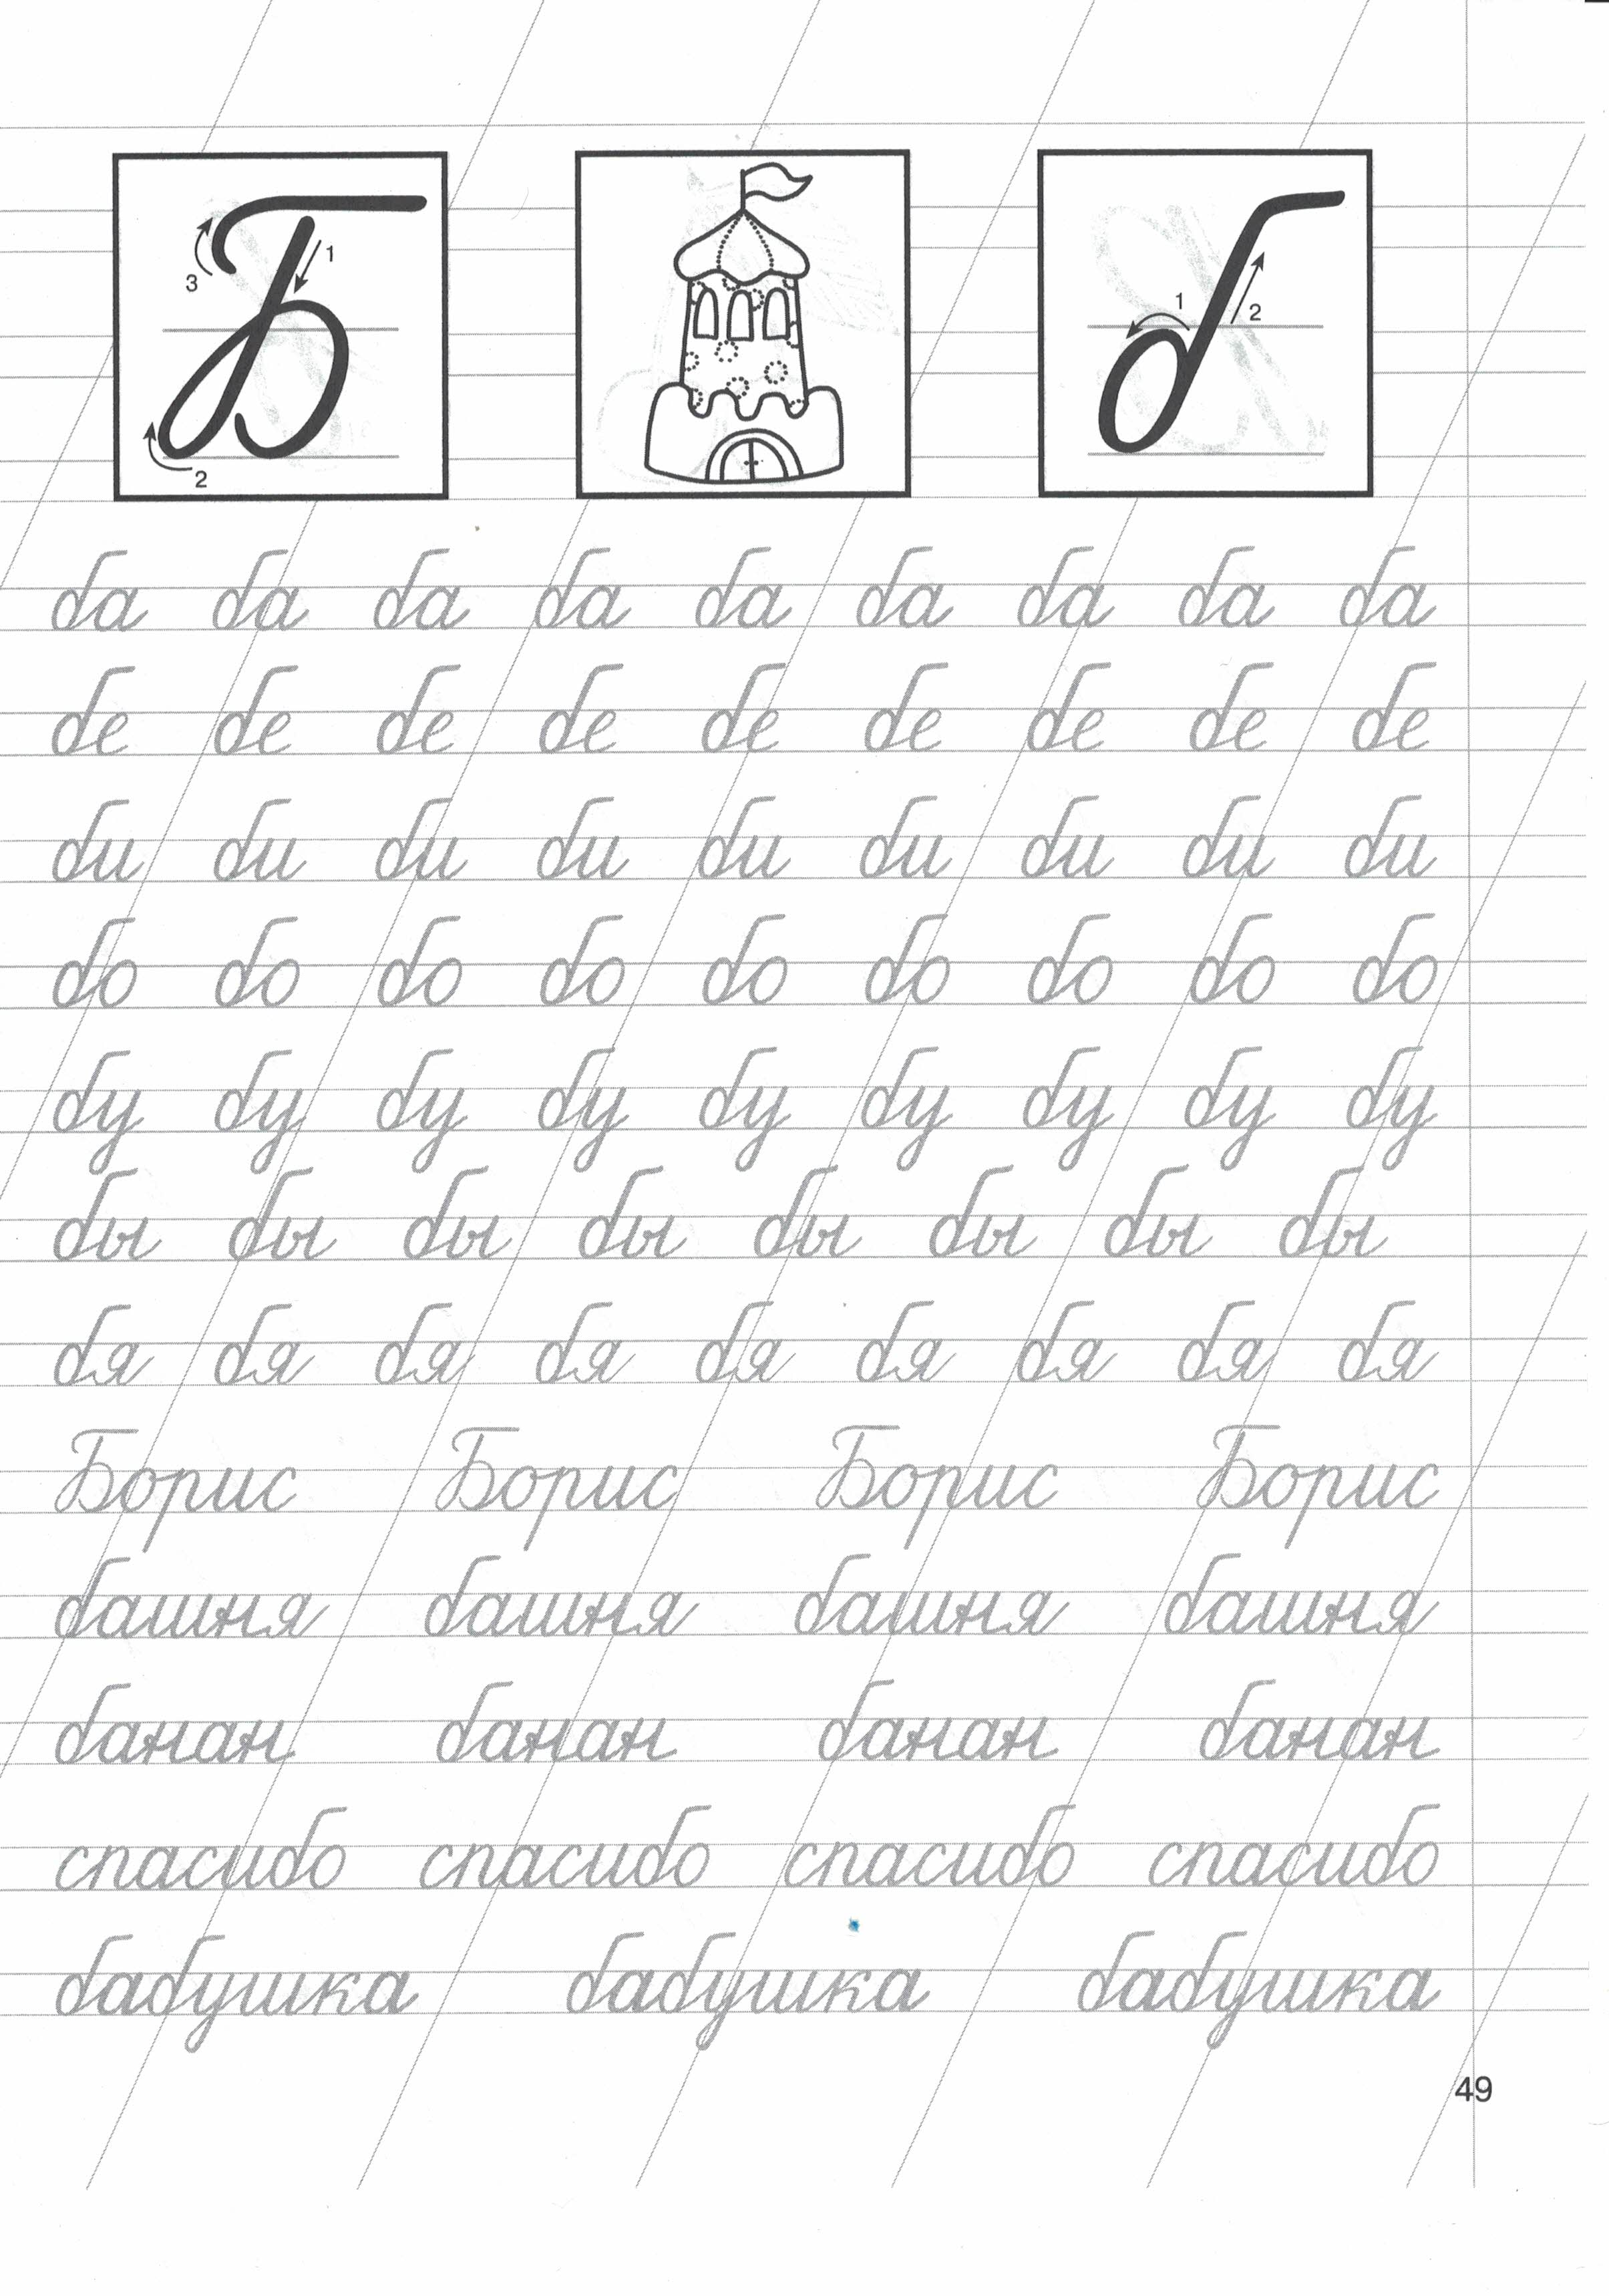 Б б
3 1 2 1 2
ба ба ба ба ба ба ба ба ба
бе бе бе бе бе бе бе бе бе
би би би би би би би би би
бо бо бо бо бо бо бо бо бо
бу бу бу бу бу бу бу бу бу
бы бы бы бы бы бы бы бы
бя бя бя бя бя бя бя бя бя
Борис Борис Борис Борис
башня башня башня башня
банан банан банан банан
спасибо спасибо спасибо спасибо
бабушка бабушка бабушка
49